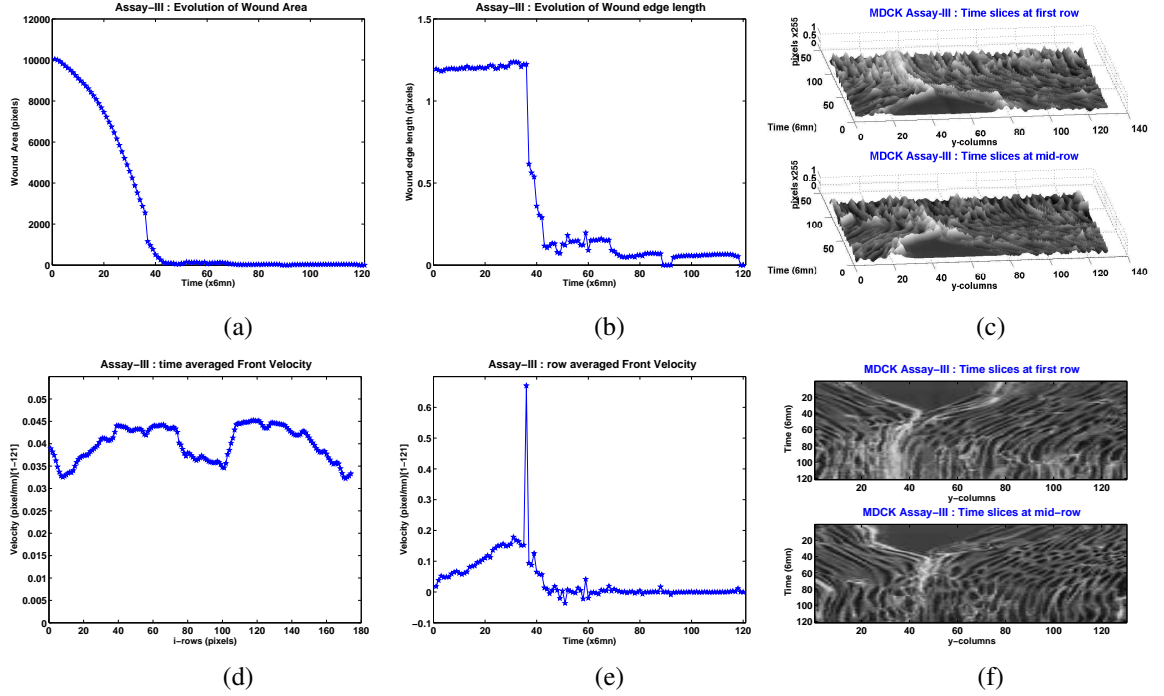 Assay−III : Evolution of Wound Area
Wound Area (pixels)
12000
10000
8000
6000
4000
2000
0
0 20 40 60 80 100 120
Time (x6mn)
(a)
Assay−III : Evolution of Wound edge length
Wound edge length (pixels)
1.5
1
0.5
0
0 20 40 60 80 100 120
Time (x6mn)
(b)
MDCK Assay-III : Time slices at first row
pixels x255
1
0.5
0
150
100
50
0
Time (6mn)
0 20 40 60 80 100 120 140
y-columns
MDCK Assay-III : Time slices at mid-row
pixels x255
1
0.5
0
150
100
50
0
Time (6mn)
0 20 40 60 80 100 120 140
y-columns
(c)
Assay−III : time averaged Front Velocity
Velocity (pixel/mn)[1−121]
0.05
0.045
0.04
0.035
0.03
0.025
0.02
0.015
0.01
0.005
0
0 20 40 60 80 100 120 140 160 180
i−rows (pixels)
(d)
Assay−III : row averaged Front Velocity
Velocity (pixel/mn)[1−121]
0.6
0.5
0.4
0.3
0.2
0.1
0
−0.1
0 20 40 60 80 100 120
Time (x6mn)
(e)
MDCK Assay−III : Time slices at first row
Time (6mn)
20
40
60
80
100
120
20 40 60 80 100 120
y−columns
MDCK Assay−III : Time slices at mid−row
Time (6mn)
20
40
60
80
100
120
20 40 60 80 100 120
y−columns
(f)